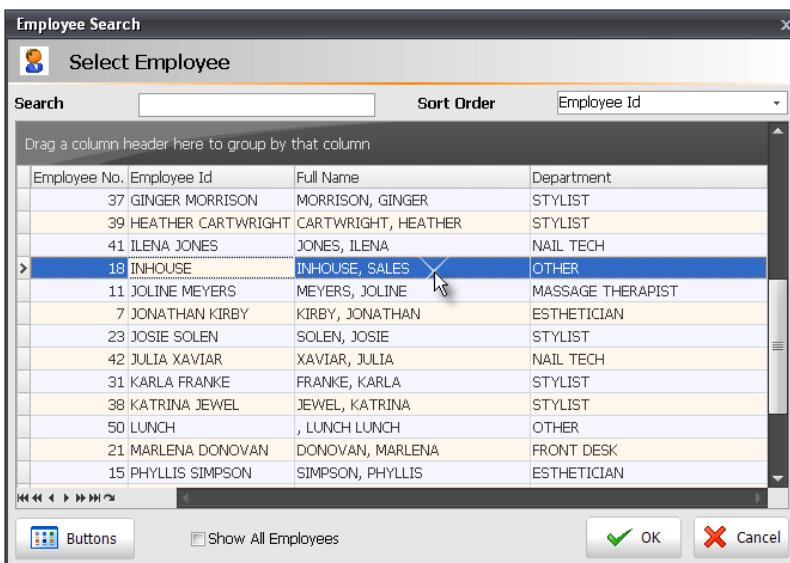 Employee Search
Select Employee
Search Sort Order Employee Id
Drag a column header here to group by that column
Employee No. Employee Id Full Name Department
37 GINGER MORRISON MORRISON, GINGER STYLIST
39 HEATHER CARTWRIGHT CARTWRIGHT, HEATHER STYLIST
41 ILENA JONES JONES, ILENA NAIL TECH
18 INHOUSE INHOUSE, SALES OTHER
11 JOLINE MEYERS MEYERS, JOLINE MASSAGE THERAPIST
7 JONATHAN KIRBY KIRBY, JONATHAN ESTHETICIAN
23 JOSIE SOLEN SOLEN, JOSIE STYLIST
42 JULIA XAVIAR XAVIAR, JULIA NAIL TECH
31 KARLA FRANKE FRANKE, KARLA STYLIST
38 KATRINA JEWEL JEWEL, KATRINA STYLIST
50 LUNCH , LUNCH LUNCH OTHER
21 MARLENA DONOVAN DONOVAN, MARLENA FRONT DESK
15 PHYLLIS SIMPSON SIMPSON, PHYLLIS ESTHETICIAN
Buttons Show All Employees OK Cancel